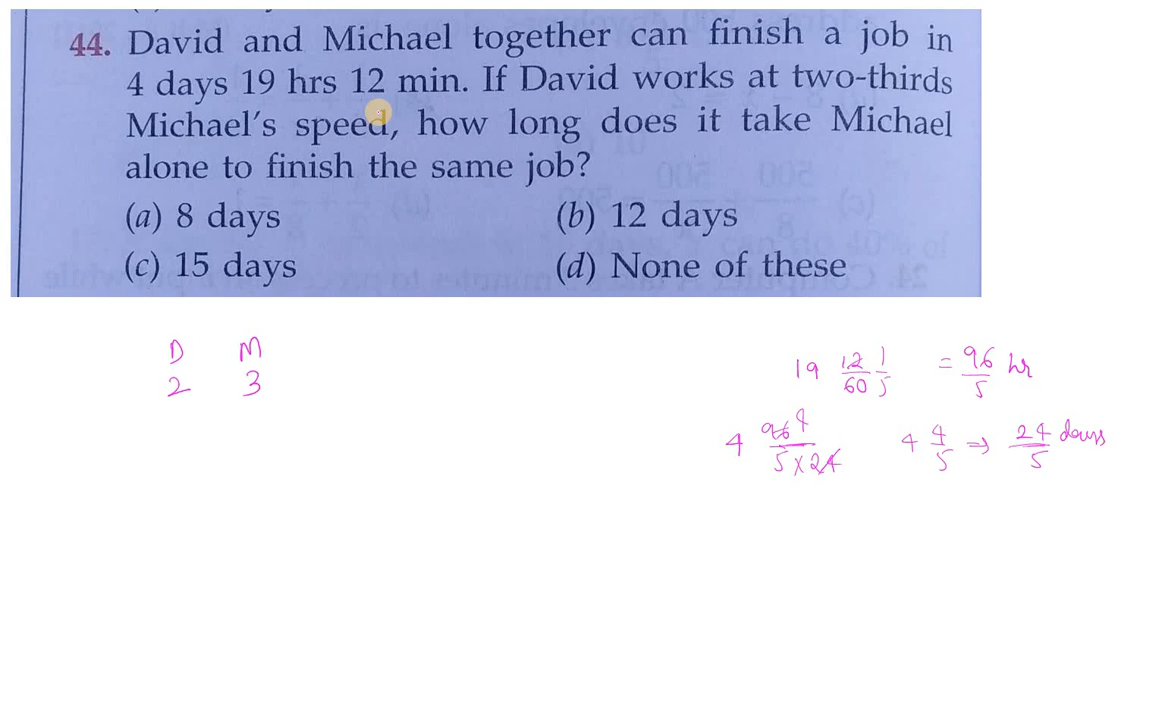 44. David and Michael together can finish a job in
4 days 19 hrs 12 min. If David works at two-thirds
Michael's speed, how long does it take Michael
alone to finish the same job?
(a) 8 days (b) 12 days
(c) 15 days (d) None of these
D M
2 3
19 12/60 1/5 = 96/5 hr
4 96 4/5×24 4 4/5 ⇒ 24/5 days